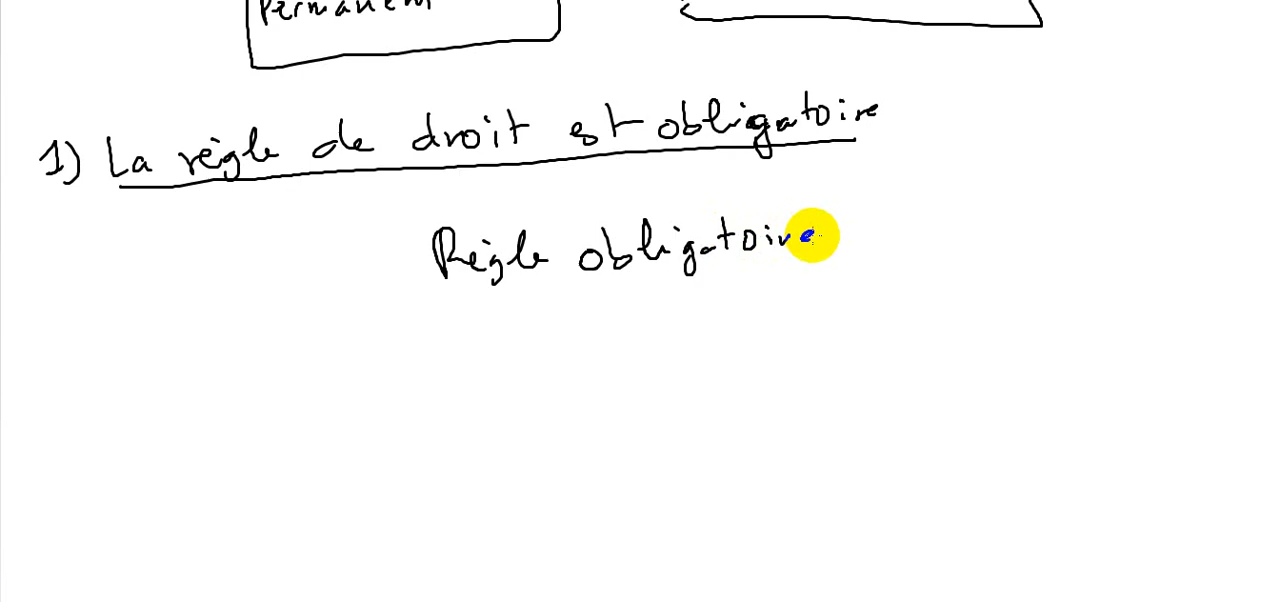 Permanent
1) La règle de droit est obligatoire
Règle obligatoire